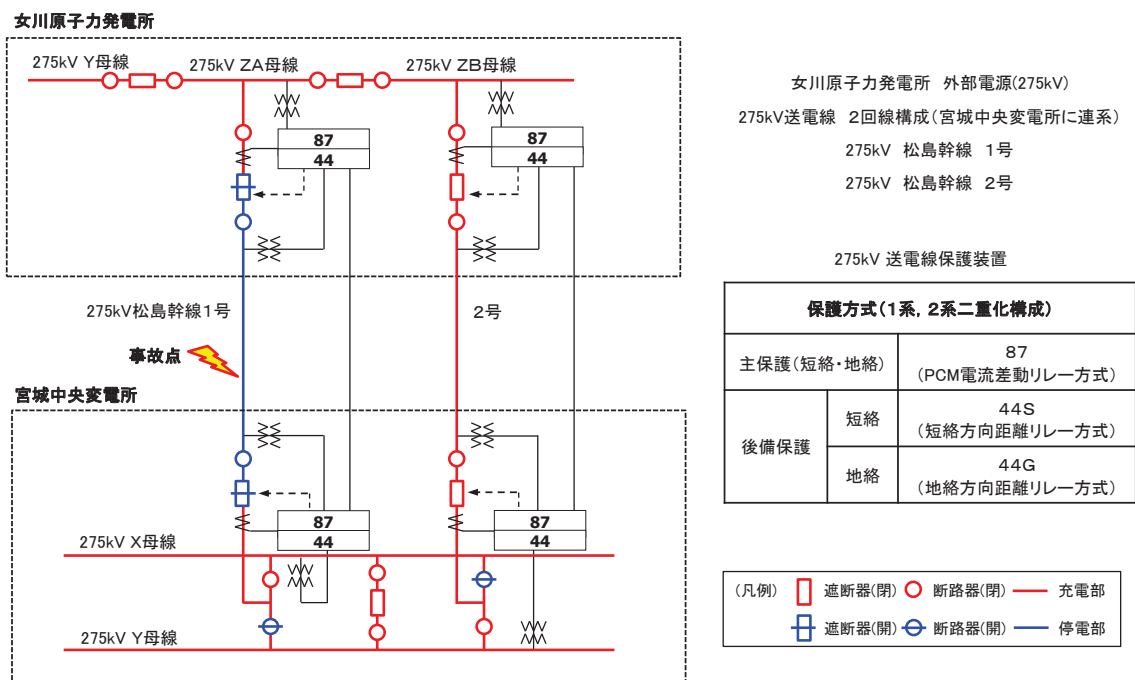 女川原子力発電所
275kV Y母線
275kV ZA母線
275kV ZB母線
87
44
87
44
275kV松島幹線1号
2号
事故点
宮城中央変電所
87
44
87
44
275kV X母線
275kV Y母線
女川原子力発電所 外部電源(275kV)
275kV送電線 2回線構成(宮城中央変電所に連系)
275kV 松島幹線 1号
275kV 松島幹線 2号
275kV 送電線保護装置
保護方式(1系, 2系二重化構成)
主保護(短絡・地絡)
87
(PCM電流差動リレー方式)
後備保護
短絡
44S
(短絡方向距離リレー方式)
地絡
44G
(地絡方向距離リレー方式)
(凡例) 遮断器(閉) 断路器(閉) 充電部
遮断器(開) 断路器(開) 停電部